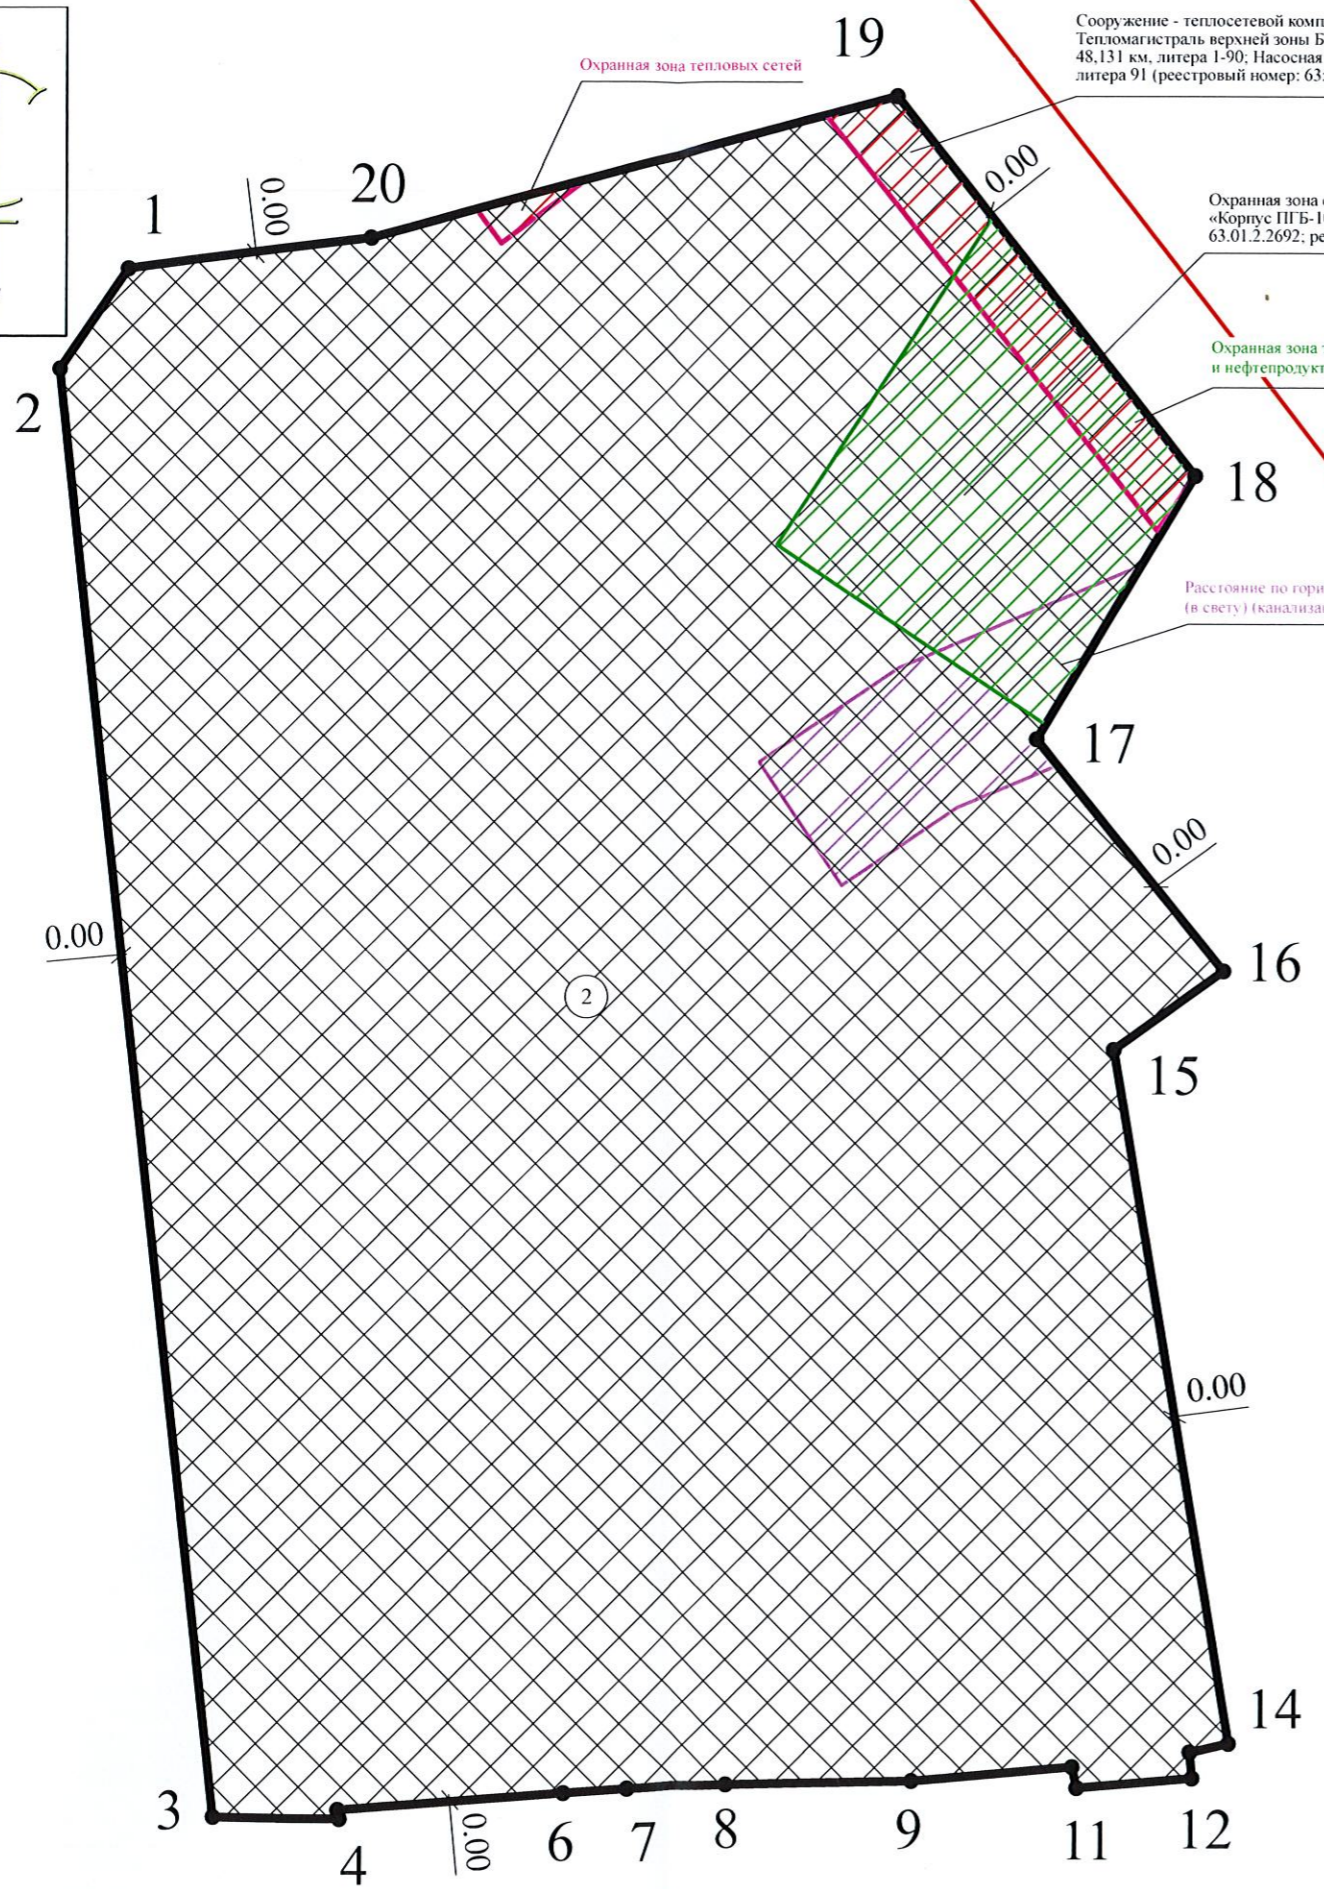 19
Сооружение - теплосетевой комп
Тепломагистраль верхней зоны Б
48,131 км, литера 1-90; Насосная
литера 91 (реестровый номер: 63:
Охранная зона тепловых сетей
0.00
20
1
0.00
Охранная зона
«Корпус ПГБ-1
63.01.2.2692; ре
Охранная зона
и нефтепродукт
2
18
Расстояние по гори
(в свету) (канализа
17
0.00
0.00
16
2
15
0.00
14
3
0.00
4
6
7
8
9
11
12